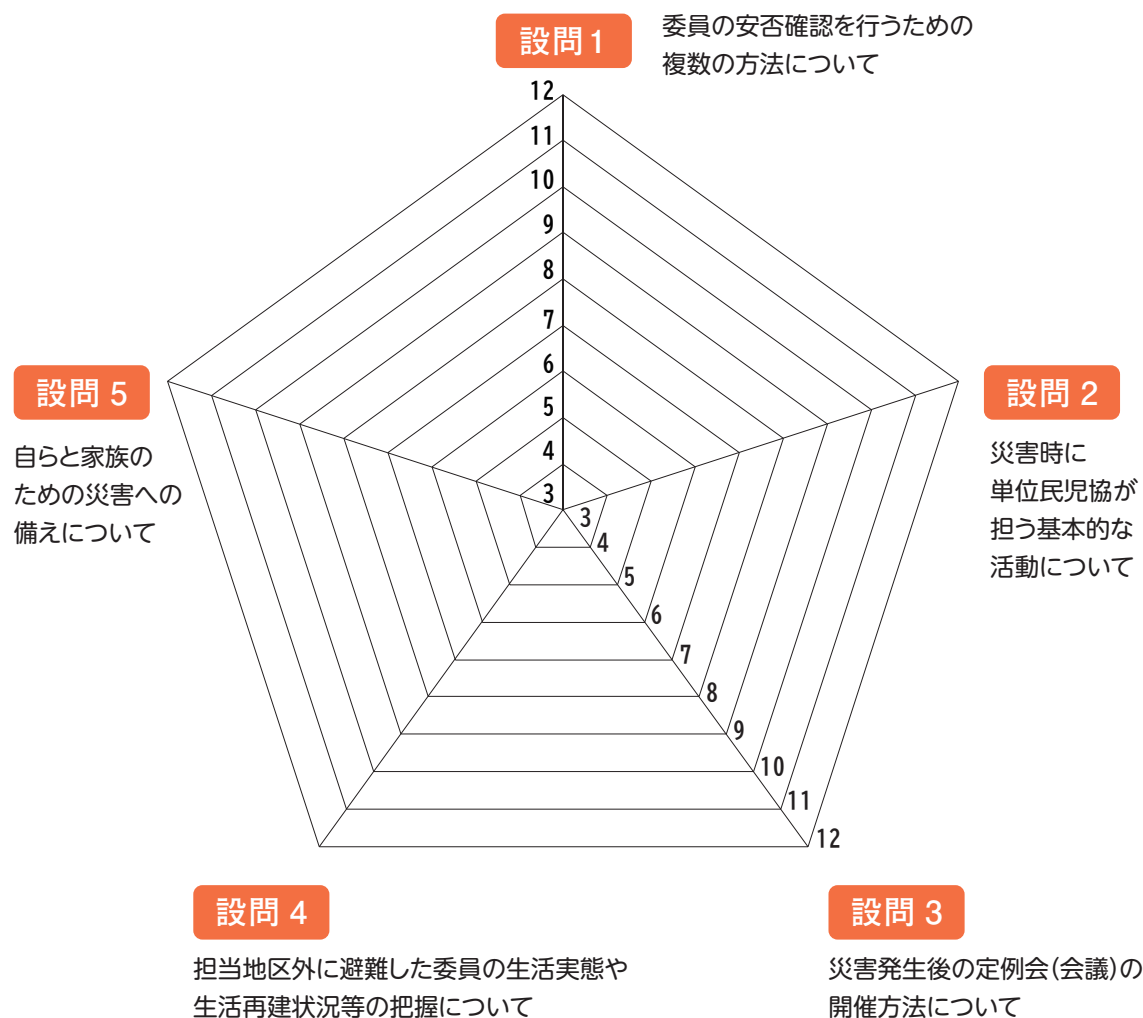 設問 1
委員の安否確認を行うための
複数の方法について
12
11
10
9
8
7
6
5
4
3
設問 5
自らと家族の
ための災害への
備えについて
設問 2
災害時に
単位民児協が
担う基本的な
活動について
3
4
5
6
7
8
9
10
11
12
設問 4
担当地区外に避難した委員の生活実態や
生活再建状況等の把握について
設問 3
災害発生後の定例会(会議)の
開催方法について